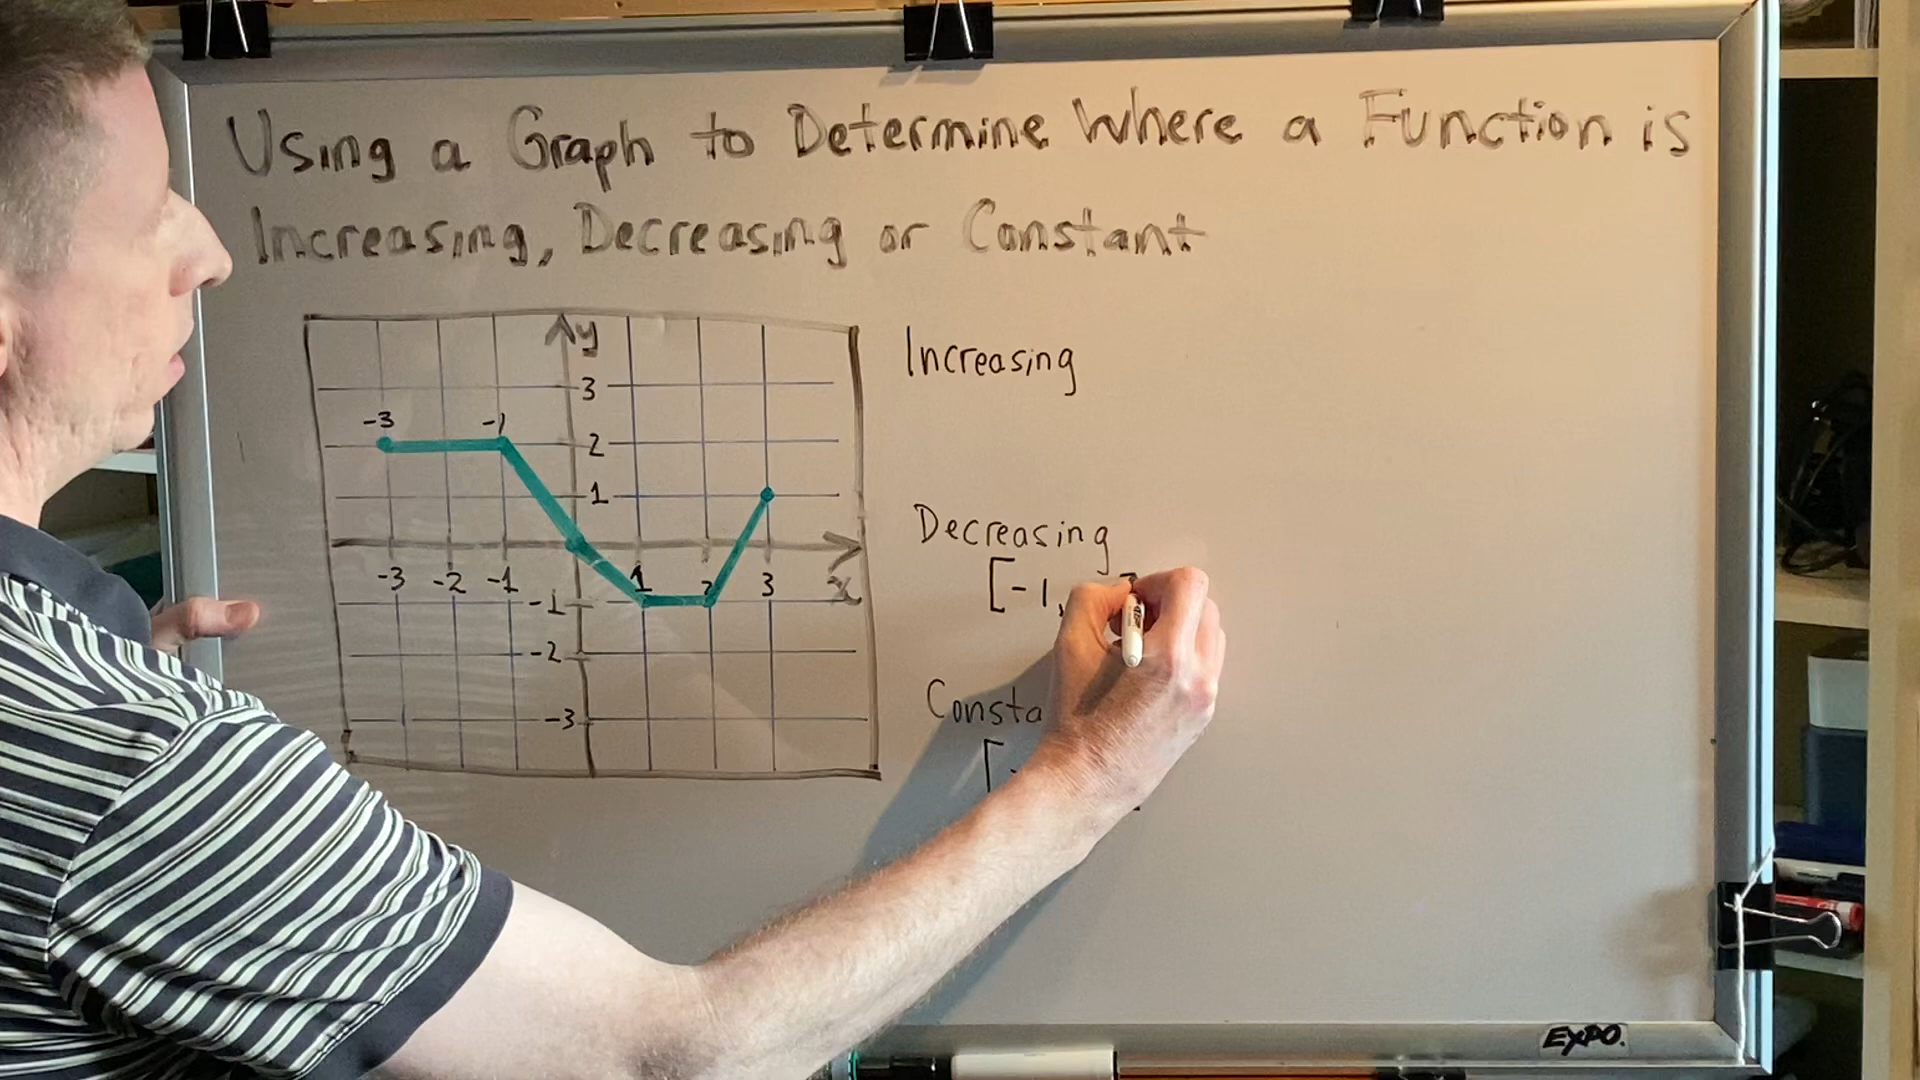 Using a Graph to Determine Where a Function is
Increasing, Decreasing or Constant
y
3
-3 -1
2
1
-3 -2 -1 1 2 3 x
-1
-2
-3
Increasing
Decreasing
[-1,
Consta
[-
EXPO.